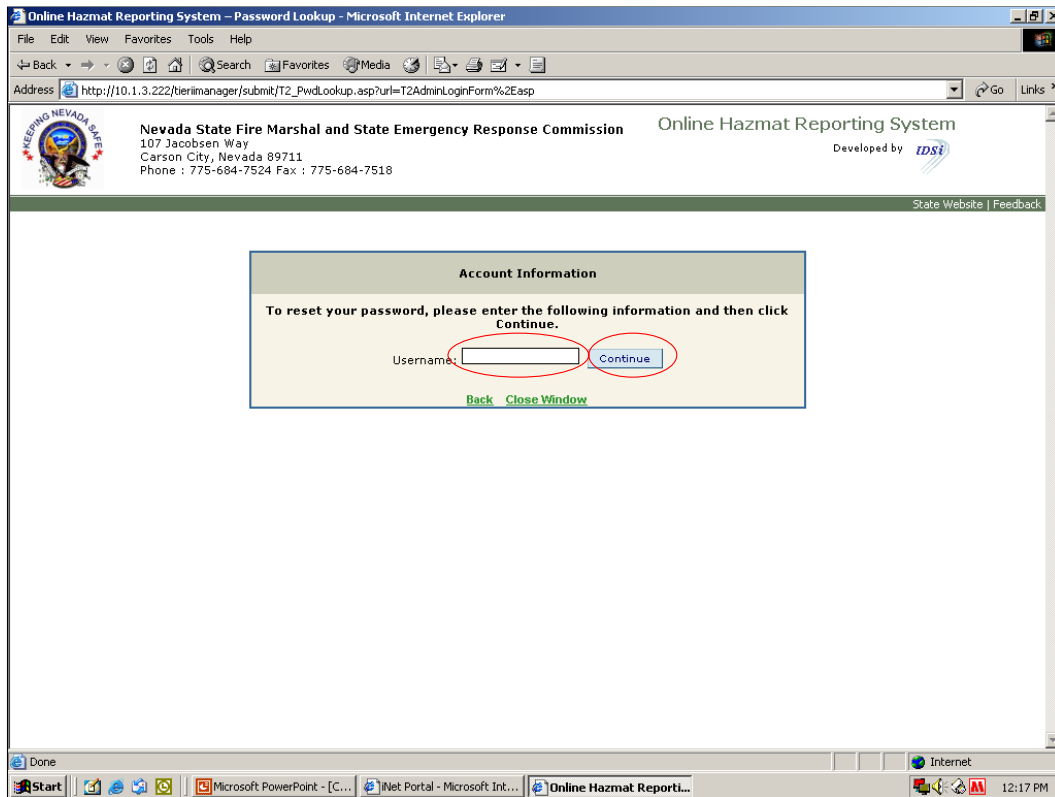 Online Hazmat Reporting System – Password Lookup - Microsoft Internet Explorer
File Edit View Favorites Tools Help
Back Search Favorites Media
Address http://10.1.3.222/tieriimanager/submit/T2_PwdLookup.asp?url=T2AdminLoginForm%2Easp Go Links
KEEPING NEVADA SAFE
Nevada State Fire Marshal and State Emergency Response Commission
107 Jacobsen Way
Carson City, Nevada 89711
Phone : 775-684-7524 Fax : 775-684-7518
Online Hazmat Reporting System
Developed by IDSi
State Website | Feedback
Account Information
To reset your password, please enter the following information and then click
Continue.
Username: Continue
Back Close Window
Done Internet
Start Microsoft PowerPoint - [C... iNet Portal - Microsoft Int... Online Hazmat Reporti... 12:17 PM